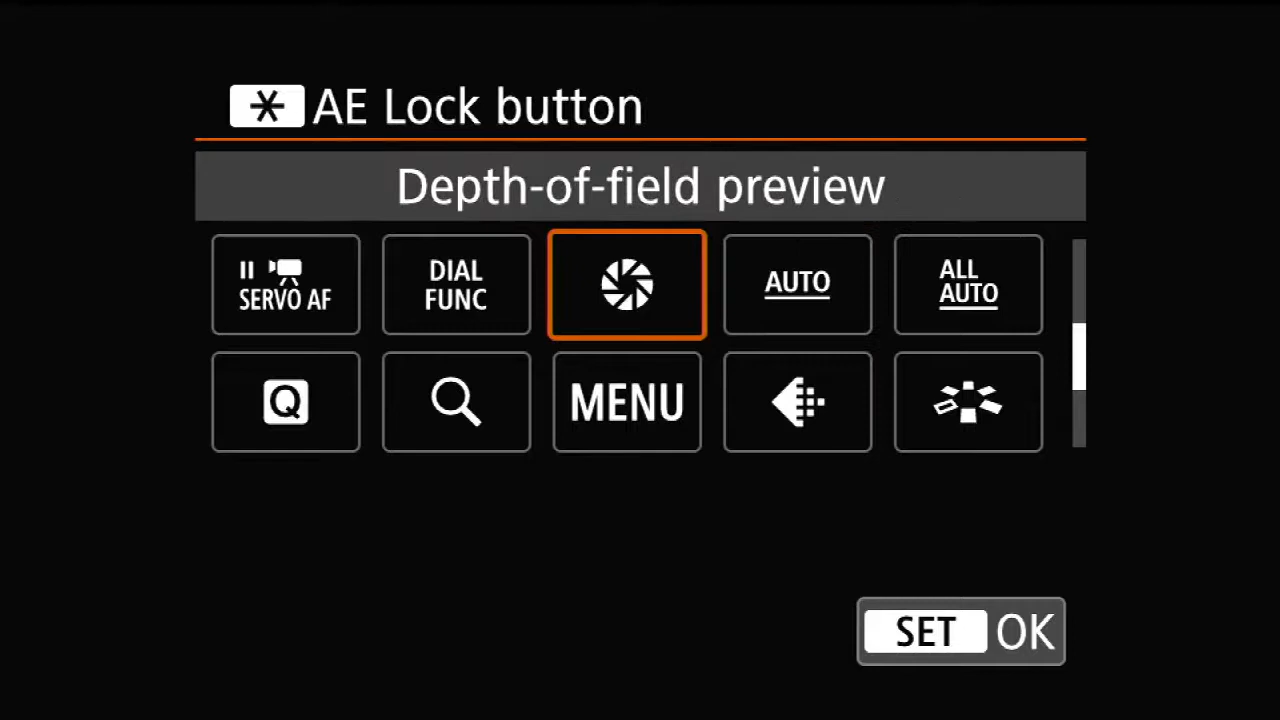 * AE Lock button
Depth-of-field preview
SERVO AF
DIAL
FUNC
AUTO
ALL
AUTO
Q
MENU
SET OK